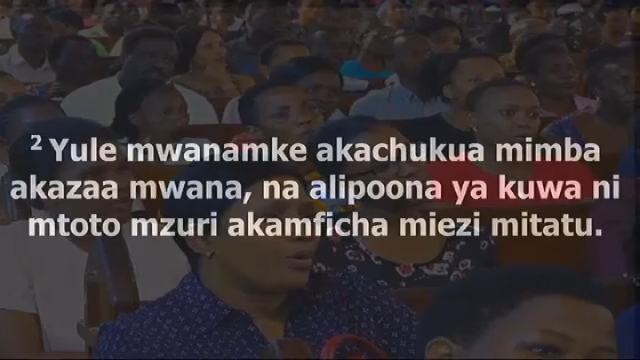 2 Yule mwanamke akachukua mimba
akazaa mwana, na alipoona ya kuwa ni
mtoto mzuri akamficha miezi mitatu.